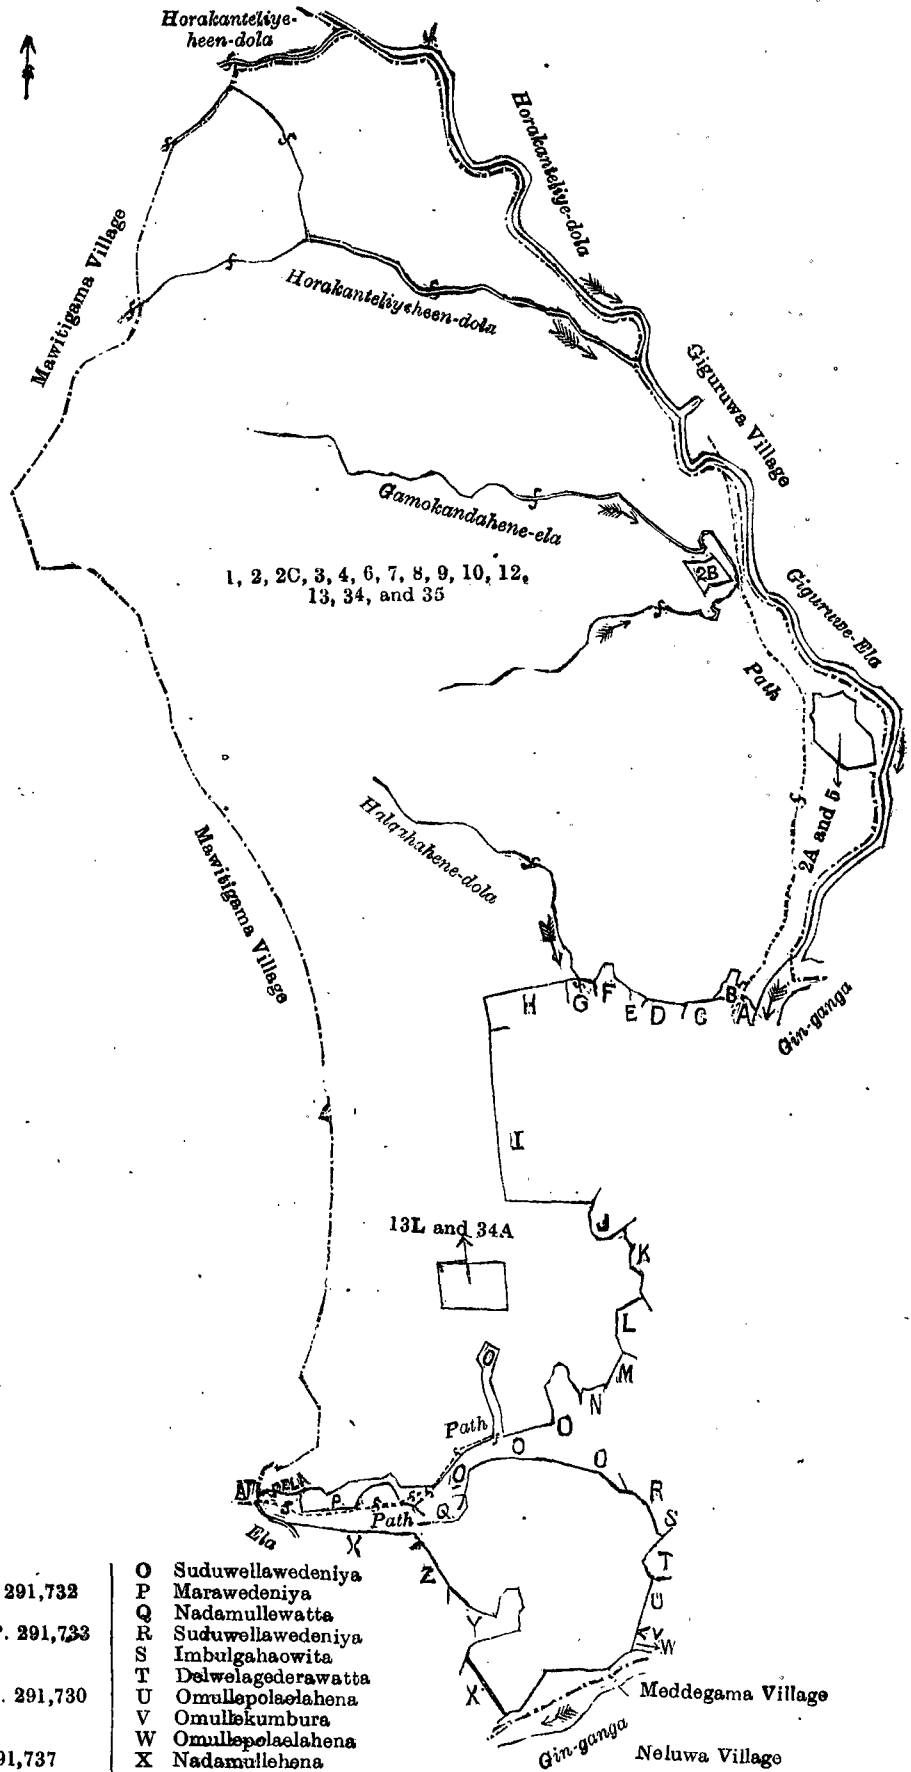 Horakanteliye-
heen-dola
Horakanteliye-dola
Mawitigama Village
Horakanteliyeheen-dola
Giguruwa Village
Gamokandahene-ela
1, 2, 2C, 3, 4, 6, 7, 8, 9, 10, 12,
13, 34, and 35
2B
Giguruwe-Ela
Path
2A and 5
Mawitigama Village
dola
H
G
F
E
D
C
B
A
Gin-ganga
I
13L and 34A
J
K
L
M
N
O
O
Path
O
O
O
R
S
T
U
V
W
P
Q
Path
Ela
Z
Y
X
Meddegama Village
Gin-ganga
Neluwa Village
291,732
P. 291,733
. 291,730
91,737
O Suduwellawedeniya
P Marawedeniya
Q Nadamullewatta
R Suduwellawedeniya
S Imbulgahaowita
T Delwelagederawatta
U Omullepolaelahena
V Omullekumbura
W Omullepolaelahena
X Nadamullehena